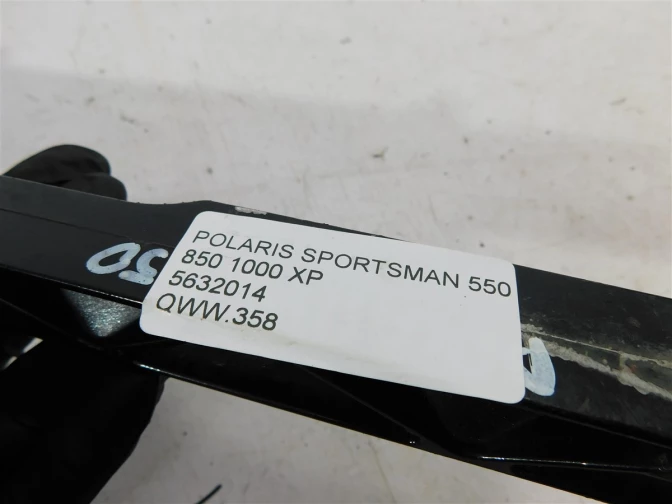 POLARIS SPORTSMAN 550
850 1000 XP
5632014
QWW.358